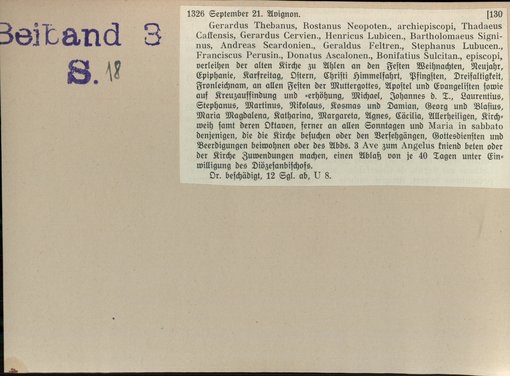 Beiband 3
S. 18
1326 September 21. Avignon. [130
Gerardus Thebanus, Rostanus Neopoten., archiepiscopi, Thadaeus
Caffensis, Gerardus Cervien., Henricus Lubicen., Bartholomaeus Signi-
nus, Andreas Scardonien., Geraldus Feltren., Stephanus Lubucen.,
Franciscus Perusin., Donatus Ascalonen., Bonifatius Sulcitan., episcopi,
verleihen der alten Kirche zu Ahlen an den Festen Weihnachten, Neujahr,
Epiphanie, Karfreitag, Ostern, Christi Himmelfahrt, Pfingsten, Dreifaltigkeit,
Fronleichnam, an allen Festen der Muttergottes, Apostel und Evangelisten sowie
auf Kreuzauffindung und -erhöhung, Michael, Johannes d. T., Laurentius,
Stephanus, Martinus, Nikolaus, Kosmas und Damian, Georg und Blasius,
Maria Magdalena, Katharina, Margareta, Agnes, Cäcilia, Allerheiligen, Kirch-
weih samt deren Oktaven, ferner an allen Sonntagen und Maria in sabbato
denjenigen, die die Kirche besuchen oder den Versehgängen, Gottesdiensten und
Beerdigungen beiwohnen oder des Abds. 3 Ave zum Angelus kniend beten oder
der Kirche Zuwendungen machen, einen Ablaß von je 40 Tagen unter Ein-
willigung des Diözesanbischofs.
Or. beschädigt, 12 Sgl. ab, U 8.